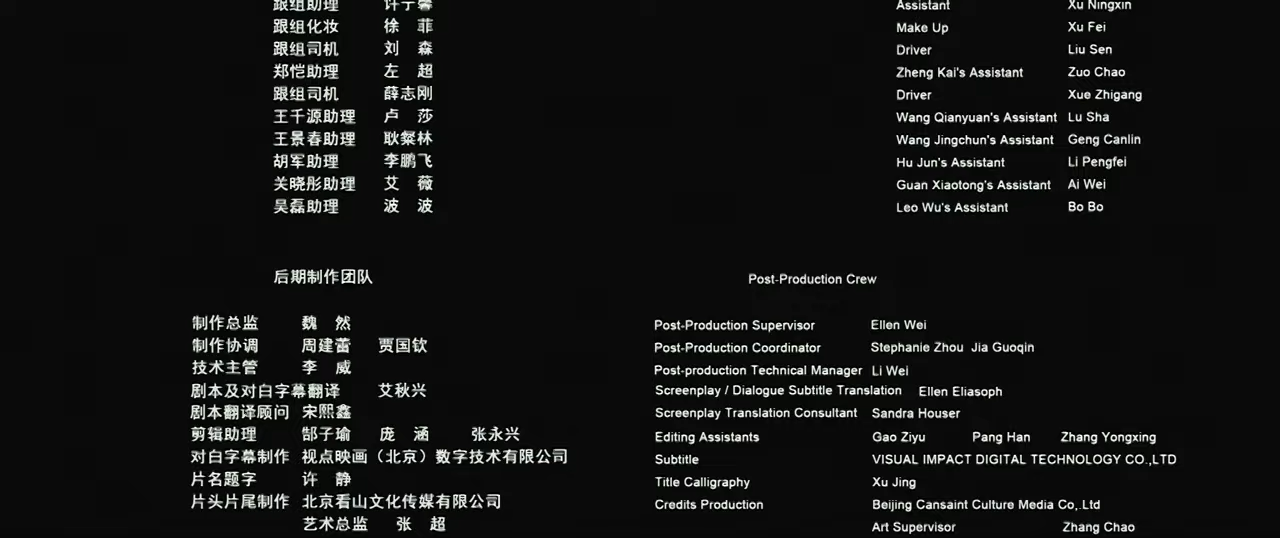 跟组助理 许宁馨 Assistant Xu Ningxin
跟组化妆 徐 菲 Make Up Xu Fei
跟组司机 刘 森 Driver Liu Sen
郑恺助理 左 超 Zheng Kai's Assistant Zuo Chao
跟组司机 薛志刚 Driver Xue Zhigang
王千源助理 卢 莎 Wang Qianyuan's Assistant Lu Sha
王景春助理 耿粲林 Wang Jingchun's Assistant Geng Canlin
胡军助理 李鹏飞 Hu Jun's Assistant Li Pengfei
关晓彤助理 艾 薇 Guan Xiaotong's Assistant Ai Wei
吴磊助理 波 波 Leo Wu's Assistant Bo Bo
后期制作团队 Post-Production Crew
制作总监 魏 然 Post-Production Supervisor Ellen Wei
制作协调 周建蕾 贾国钦 Post-Production Coordinator Stephanie Zhou Jia Guoqin
技术主管 李 威 Post-production Technical Manager Li Wei
剧本及对白字幕翻译 艾秋兴 Screenplay / Dialogue Subtitle Translation Ellen Eliasoph
剧本翻译顾问 宋熙鑫 Screenplay Translation Consultant Sandra Houser
剪辑助理 郜子瑜 庞 涵 张永兴 Editing Assistants Gao Ziyu Pang Han Zhang Yongxing
对白字幕制作 视点映画（北京）数字技术有限公司 Subtitle VISUAL IMPACT DIGITAL TECHNOLOGY CO.,LTD
片名题字 许 静 Title Calligraphy Xu Jing
片头片尾制作 北京看山文化传媒有限公司 Credits Production Beijing Cansaint Culture Media Co,.Ltd
艺术总监 张 超 Art Supervisor Zhang Chao